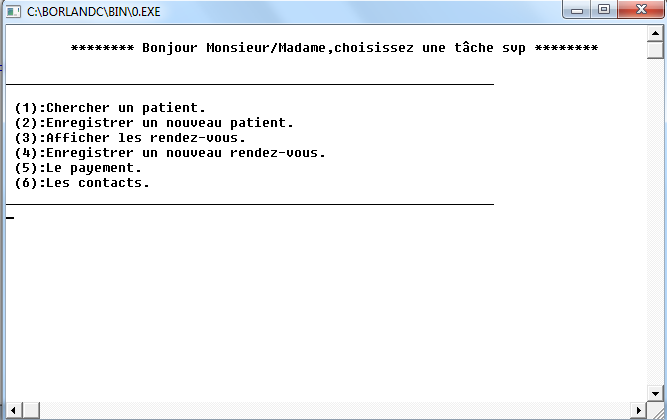 C:\BORLANDC\BIN\0.EXE
******** Bonjour Monsieur/Madame,choisissez une tâche svp ********
(1):Chercher un patient.
(2):Enregistrer un nouveau patient.
(3):Afficher les rendez-vous.
(4):Enregistrer un nouveau rendez-vous.
(5):Le payement.
(6):Les contacts.